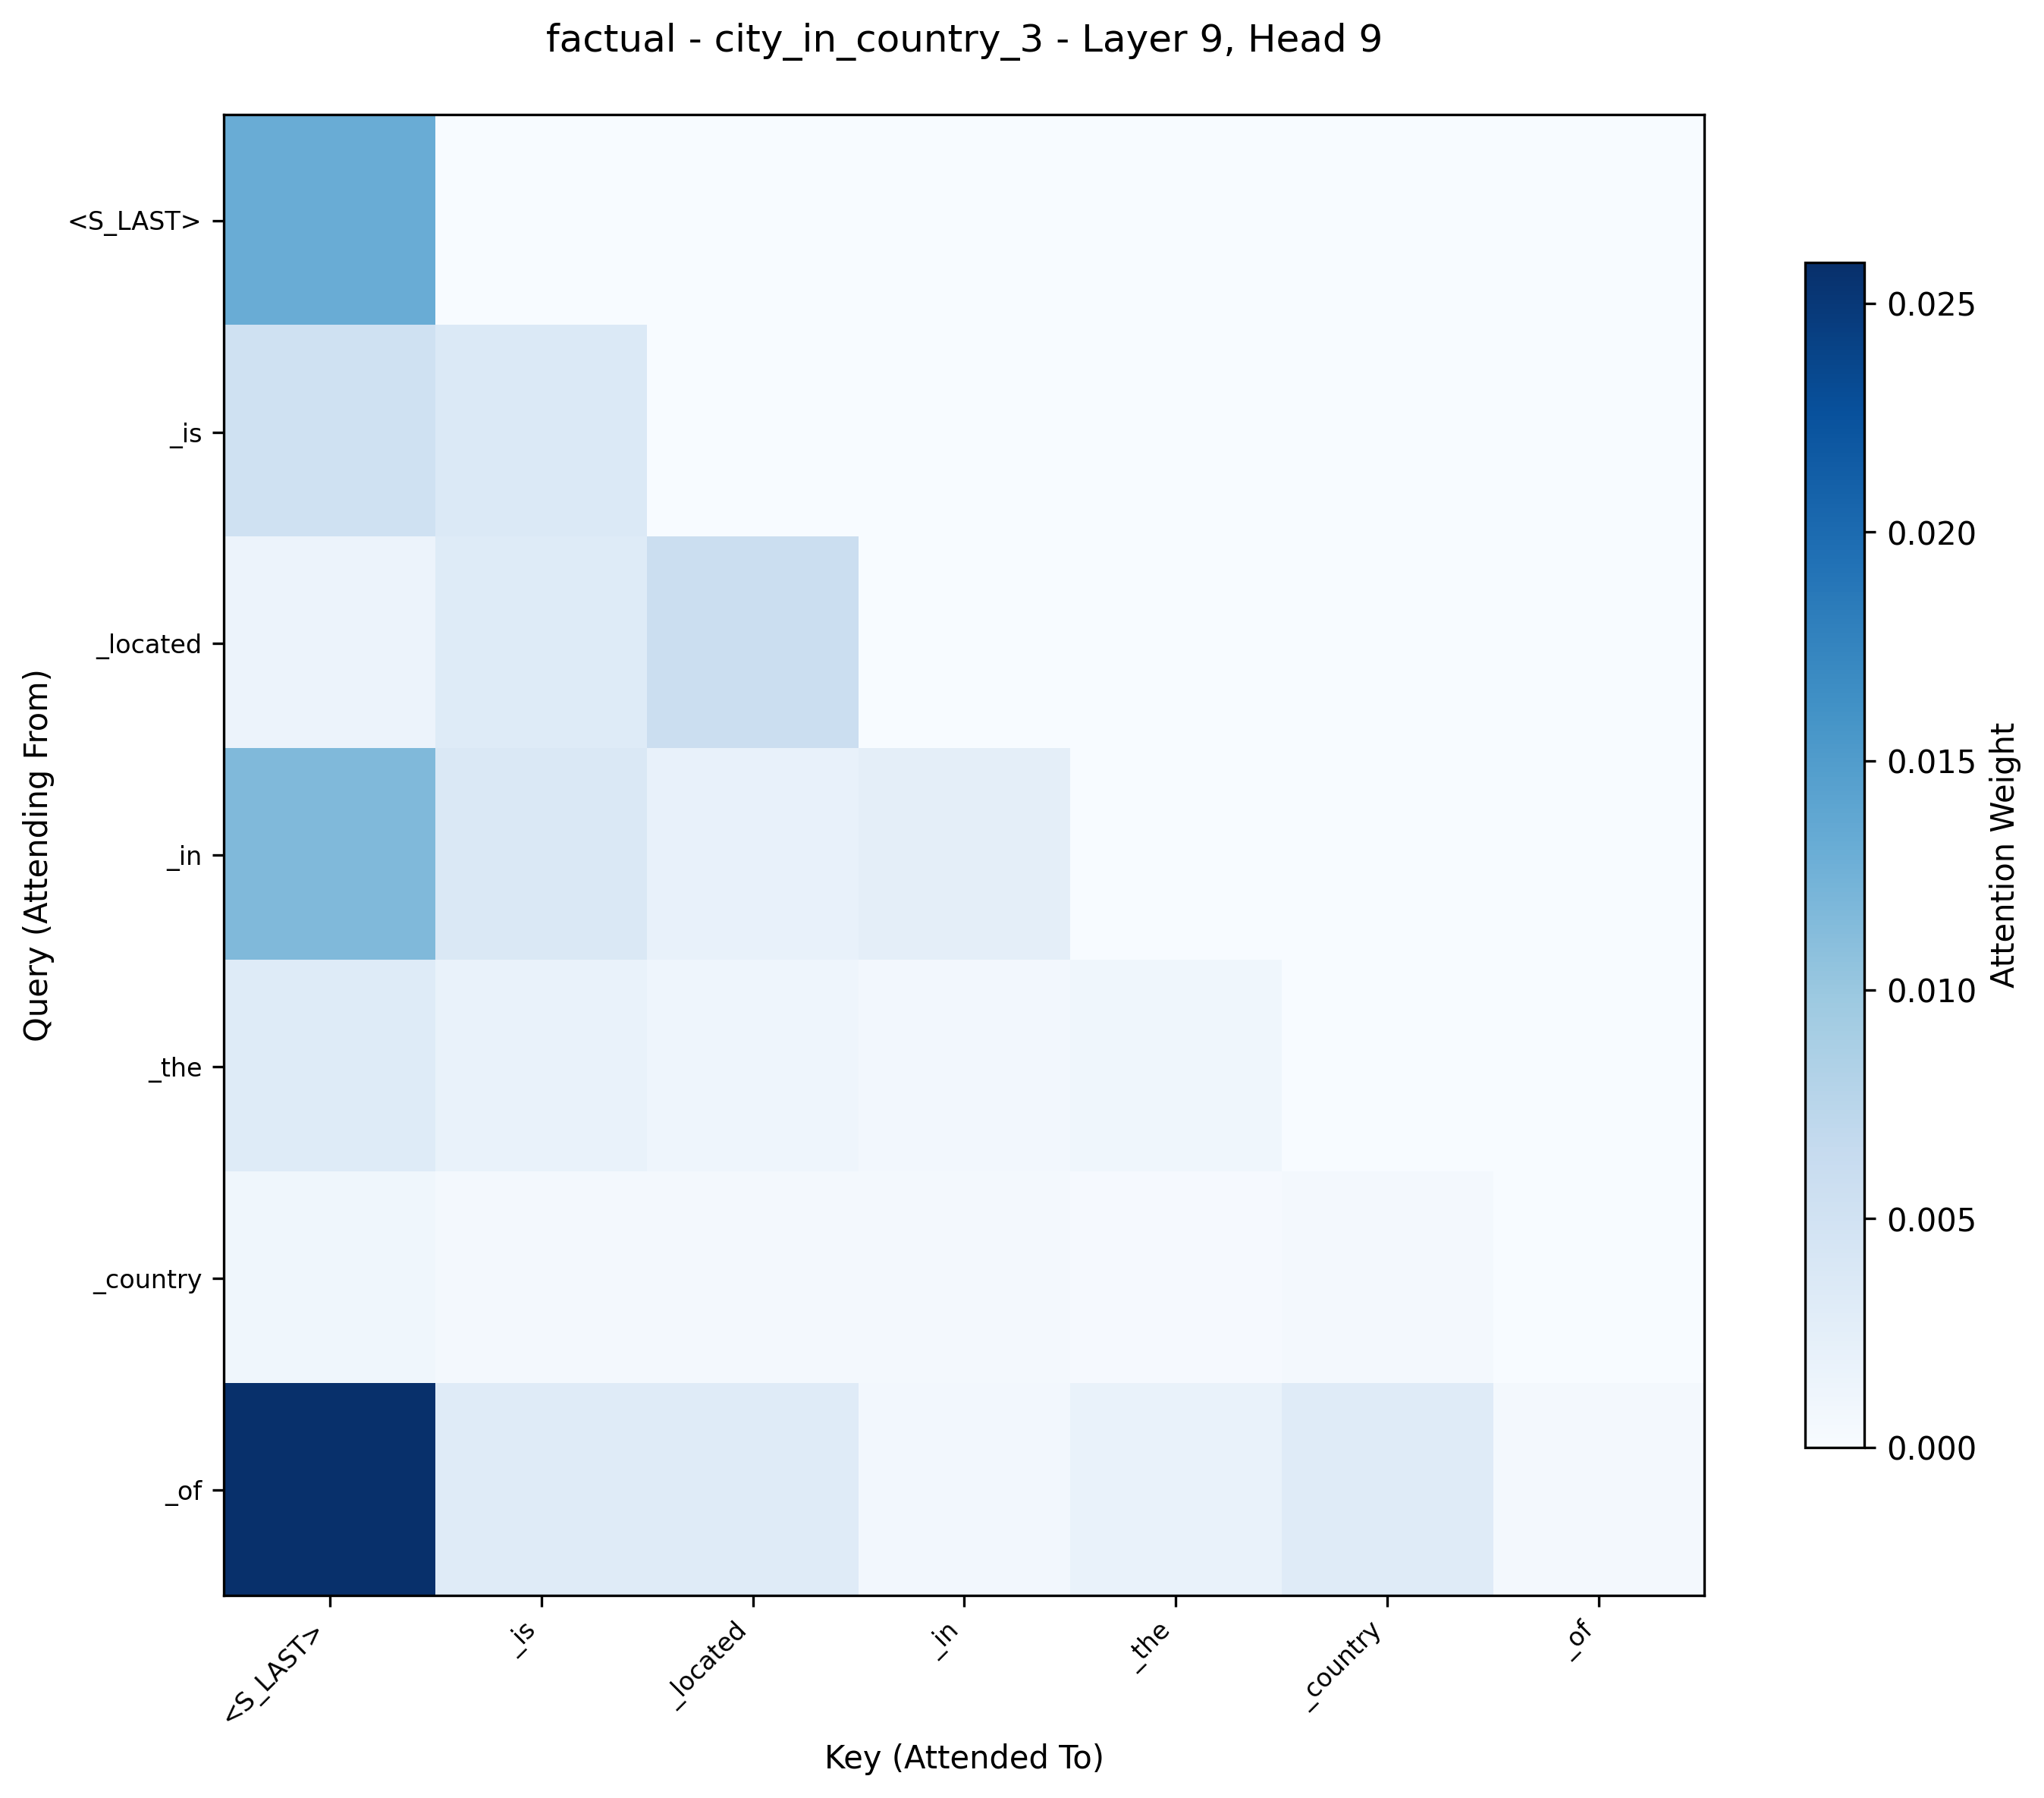 factual - city_in_country_3 - Layer 9, Head 9
Query (Attending From)
<S_LAST>
_is
_located
_in
_the
_country
_of
<S_LAST>
_is
_located
_in
_the
_country
_of
Key (Attended To)
0.025
0.020
0.015
0.010
0.005
0.000
Attention Weight